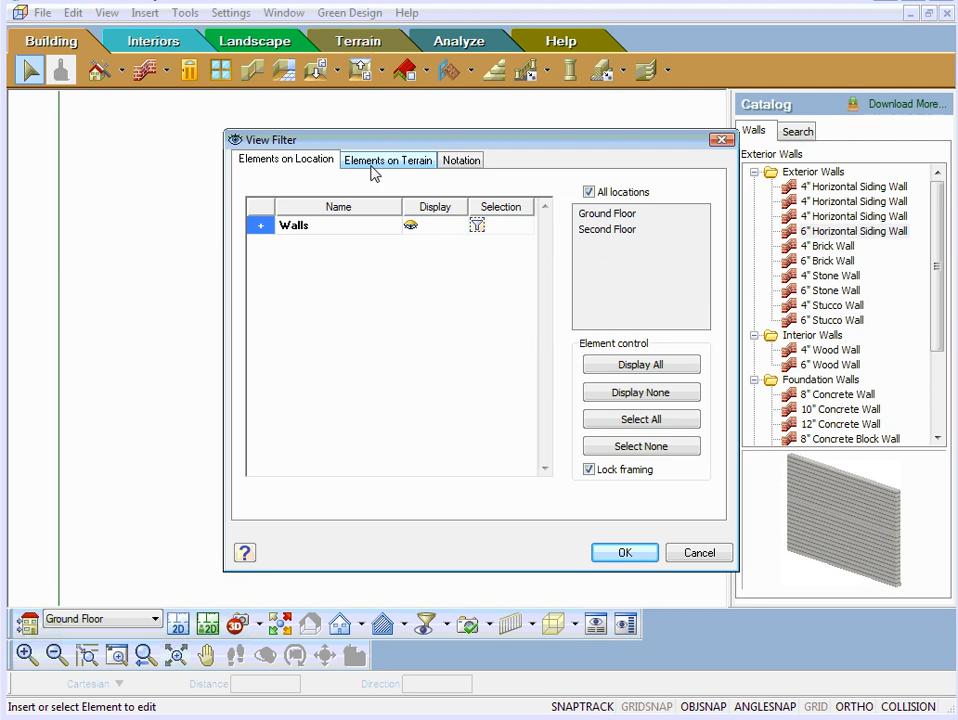 File Edit View Insert Tools Settings Window Green Design Help
Building Interiors Landscape Terrain Analyze Help
Catalog Download More...
Walls Search
Exterior Walls
Exterior Walls
4" Horizontal Siding Wall
4" Horizontal Siding Wall
4" Horizontal Siding Wall
6" Horizontal Siding Wall
4" Brick Wall
6" Brick Wall
4" Stone Wall
6" Stone Wall
4" Stucco Wall
6" Stucco Wall
Interior Walls
4" Wood Wall
6" Wood Wall
Foundation Walls
8" Concrete Wall
10" Concrete Wall
12" Concrete Wall
8" Concrete Block Wall
View Filter
Elements on Location Elements on Terrain Notation
Name Display Selection
+ Walls
All locations
Ground Floor
Second Floor
Element control
Display All
Display None
Select All
Select None
Lock framing
? OK Cancel
Ground Floor 2D +2D 3D
Cartesian Distance Direction
Insert or select Element to edit SNAPTRACK GRIDSNAP OBJSNAP ANGLESNAP GRID ORTHO COLLISION